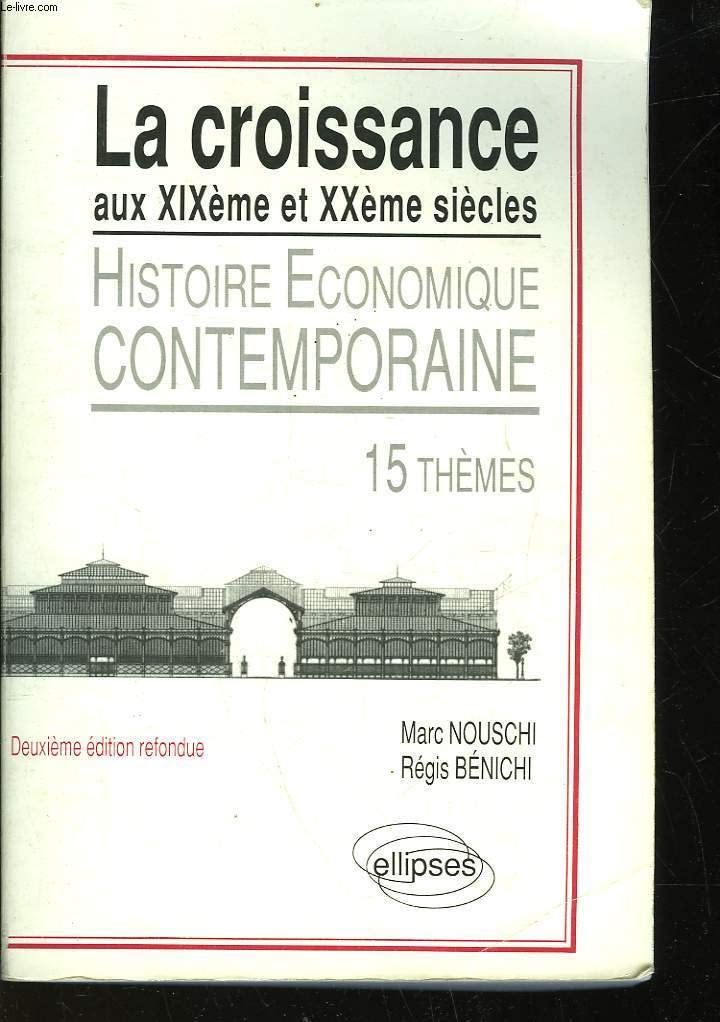 Le-livre.com
La croissance
aux XIXème et XXème siècles
HISTOIRE ECONOMIQUE
CONTEMPORAINE
15 THÈMES
Deuxième édition refondue
Marc NOUSCHI
Régis BÉNICHI
ellipses